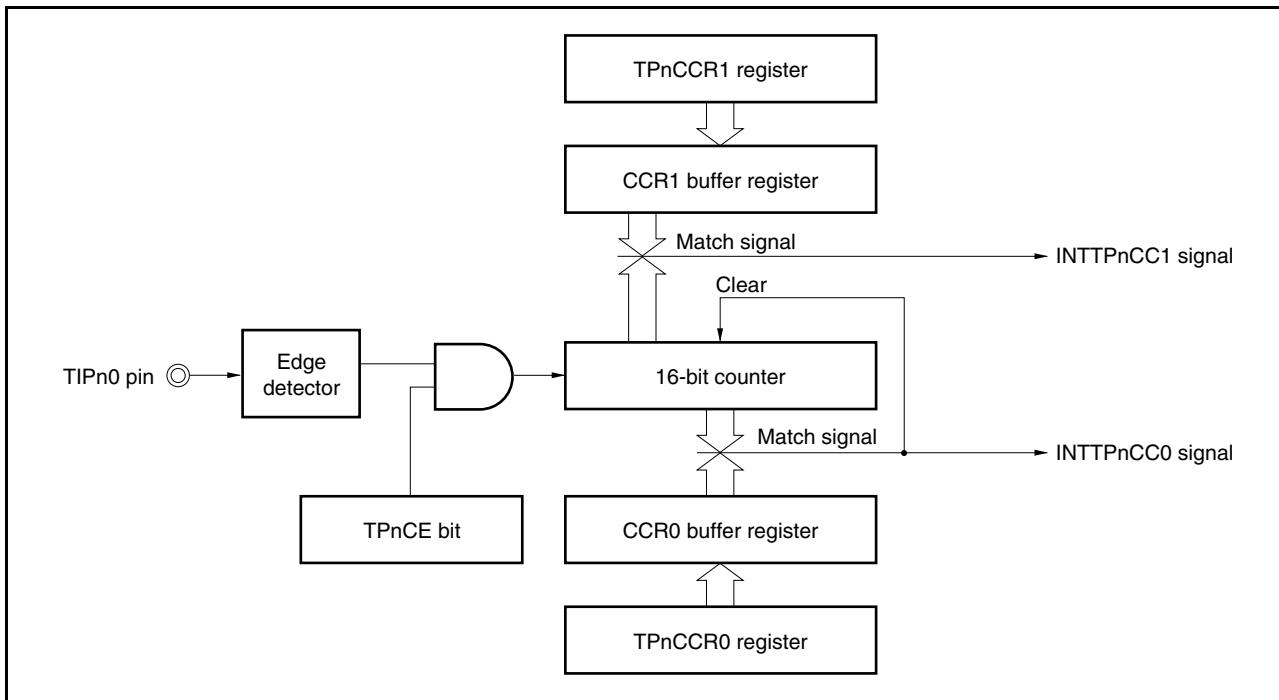 TPnCCR1 register
CCR1 buffer register
Match signal
INTTPnCC1 signal
Clear
TIPn0 pin
Edge
detector
16-bit counter
Match signal
INTTPnCC0 signal
TPnCE bit
CCR0 buffer register
TPnCCR0 register